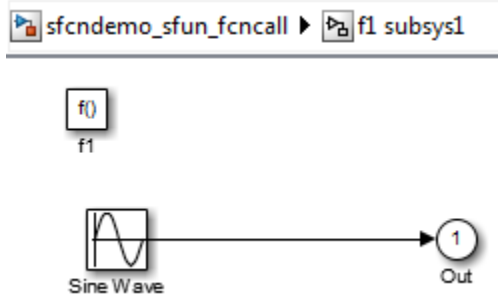 sfcndemo_sfun_fcncall f1 subsys1
f()
f1
1
Sine Wave
Out